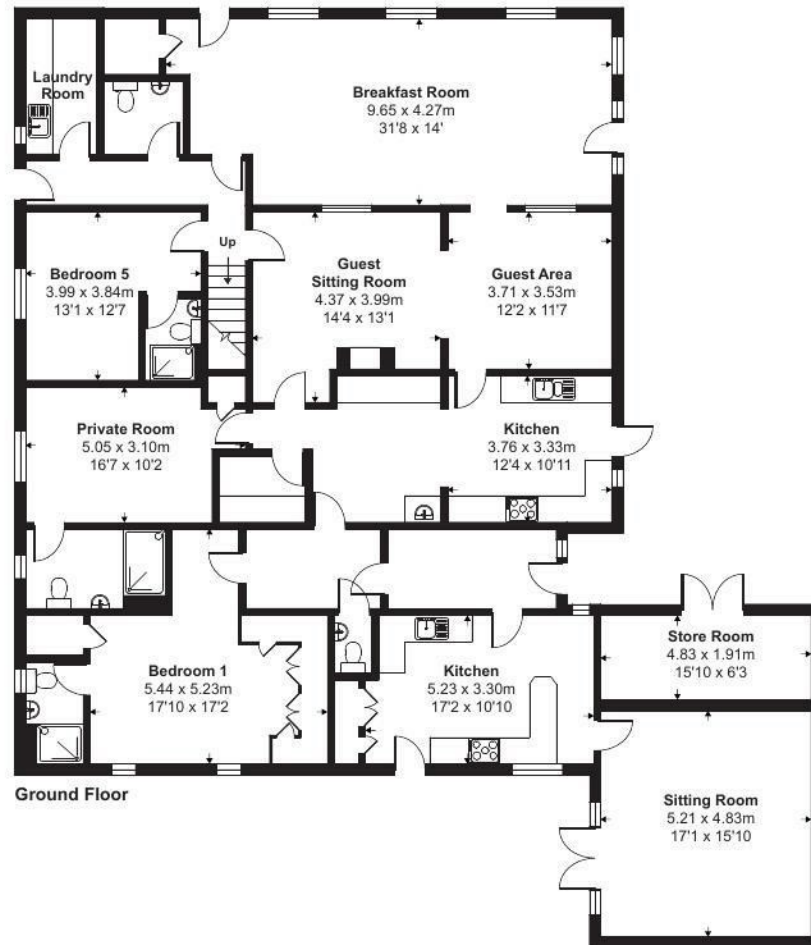 Laundry
Room
Breakfast Room
9.65 x 4.27m
31'8 x 14'
Up
Bedroom 5
3.99 x 3.84m
13'1 x 12'7
Guest
Sitting Room
4.37 x 3.99m
14'4 x 13'1
Guest Area
3.71 x 3.53m
12'2 x 11'7
Private Room
5.05 x 3.10m
16'7 x 10'2
Kitchen
3.76 x 3.33m
12'4 x 10'11
Bedroom 1
5.44 x 5.23m
17'10 x 17'2
Kitchen
5.23 x 3.30m
17'2 x 10'10
Store Room
4.83 x 1.91m
15'10 x 6'3
Sitting Room
5.21 x 4.83m
17'1 x 15'10
Ground Floor